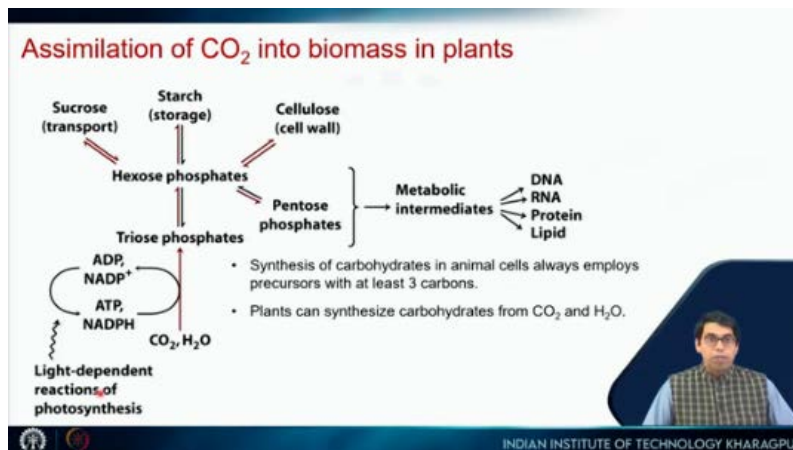 Assimilation of CO₂ into biomass in plants
Sucrose
(transport)
Starch
(storage)
Cellulose
(cell wall)
Hexose phosphates
Pentose
phosphates
Metabolic
intermediates
DNA
RNA
Protein
Lipid
Triose phosphates
ADP,
NADP⁺
ATP,
NADPH
CO₂, H₂O
Light-dependent
reactions of
photosynthesis
• Synthesis of carbohydrates in animal cells always employs
precursors with at least 3 carbons.
• Plants can synthesize carbohydrates from CO₂ and H₂O.
INDIAN INSTITUTE OF TECHNOLOGY KHARAGPU